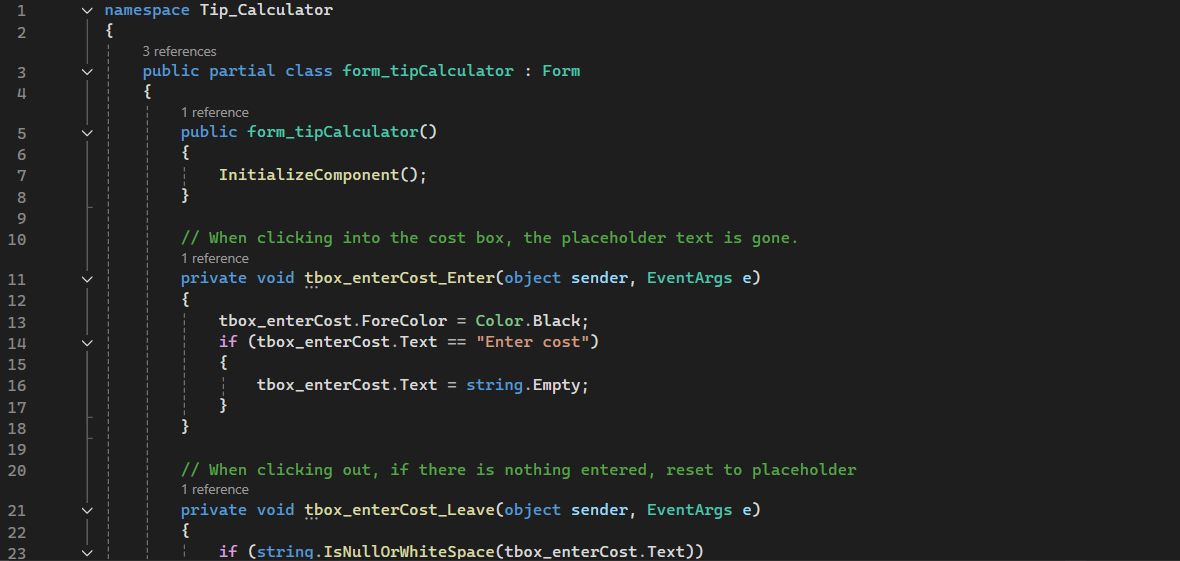 1 namespace Tip_Calculator
2 {
3 references
3 public partial class form_tipCalculator : Form
4 {
1 reference
5 public form_tipCalculator()
6 {
7 InitializeComponent();
8 }
9
10 // When clicking into the cost box, the placeholder text is gone.
1 reference
11 private void tbox_enterCost_Enter(object sender, EventArgs e)
12 {
13 tbox_enterCost.ForeColor = Color.Black;
14 if (tbox_enterCost.Text == "Enter cost")
15 {
16 tbox_enterCost.Text = string.Empty;
17 }
18 }
19
20 // When clicking out, if there is nothing entered, reset to placeholder
1 reference
21 private void tbox_enterCost_Leave(object sender, EventArgs e)
22 {
23 if (string.IsNullOrWhiteSpace(tbox_enterCost.Text))